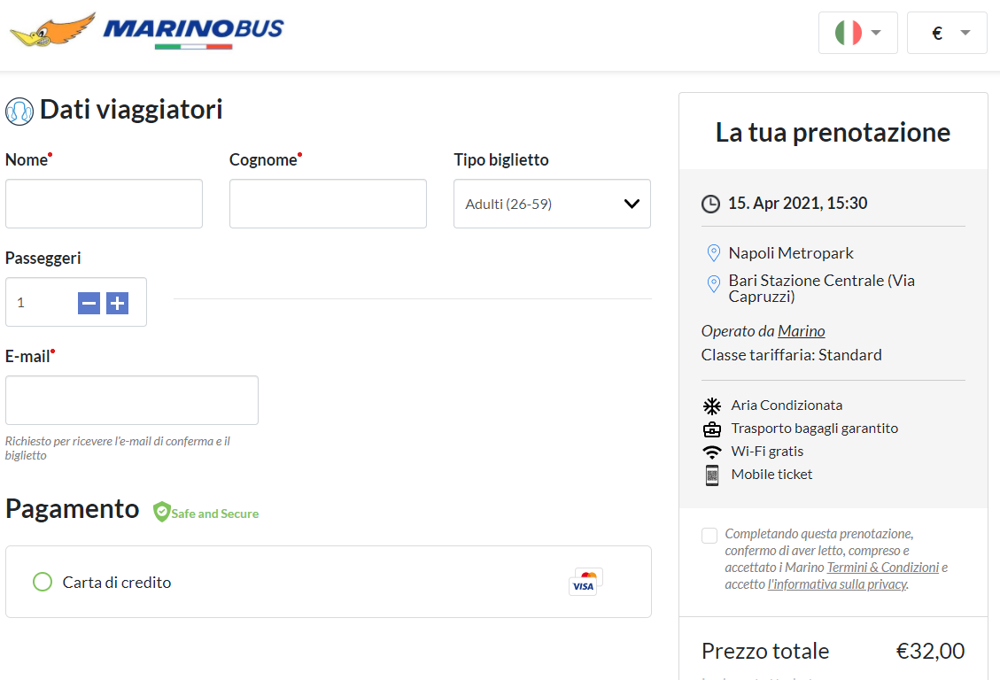 MARINOBUS
€
Dati viaggiatori
Nome
Cognome
Tipo biglietto
Adulti (26-59)
Passeggeri
1
E-mail
Richiesto per ricevere l'e-mail di conferma e il
biglietto
Pagamento
Safe and Secure
Carta di credito
VISA
La tua prenotazione
15. Apr 2021, 15:30
Napoli Metropark
Bari Stazione Centrale (Via
Capruzzi)
Operato da Marino
Classe tariffaria: Standard
Aria Condizionata
Trasporto bagagli garantito
Wi-Fi gratis
Mobile ticket
Completando questa prenotazione,
confermo di aver letto, compreso e
accettato i Marino Termini & Condizioni e
accetto l'informativa sulla privacy.
Prezzo totale €32,00